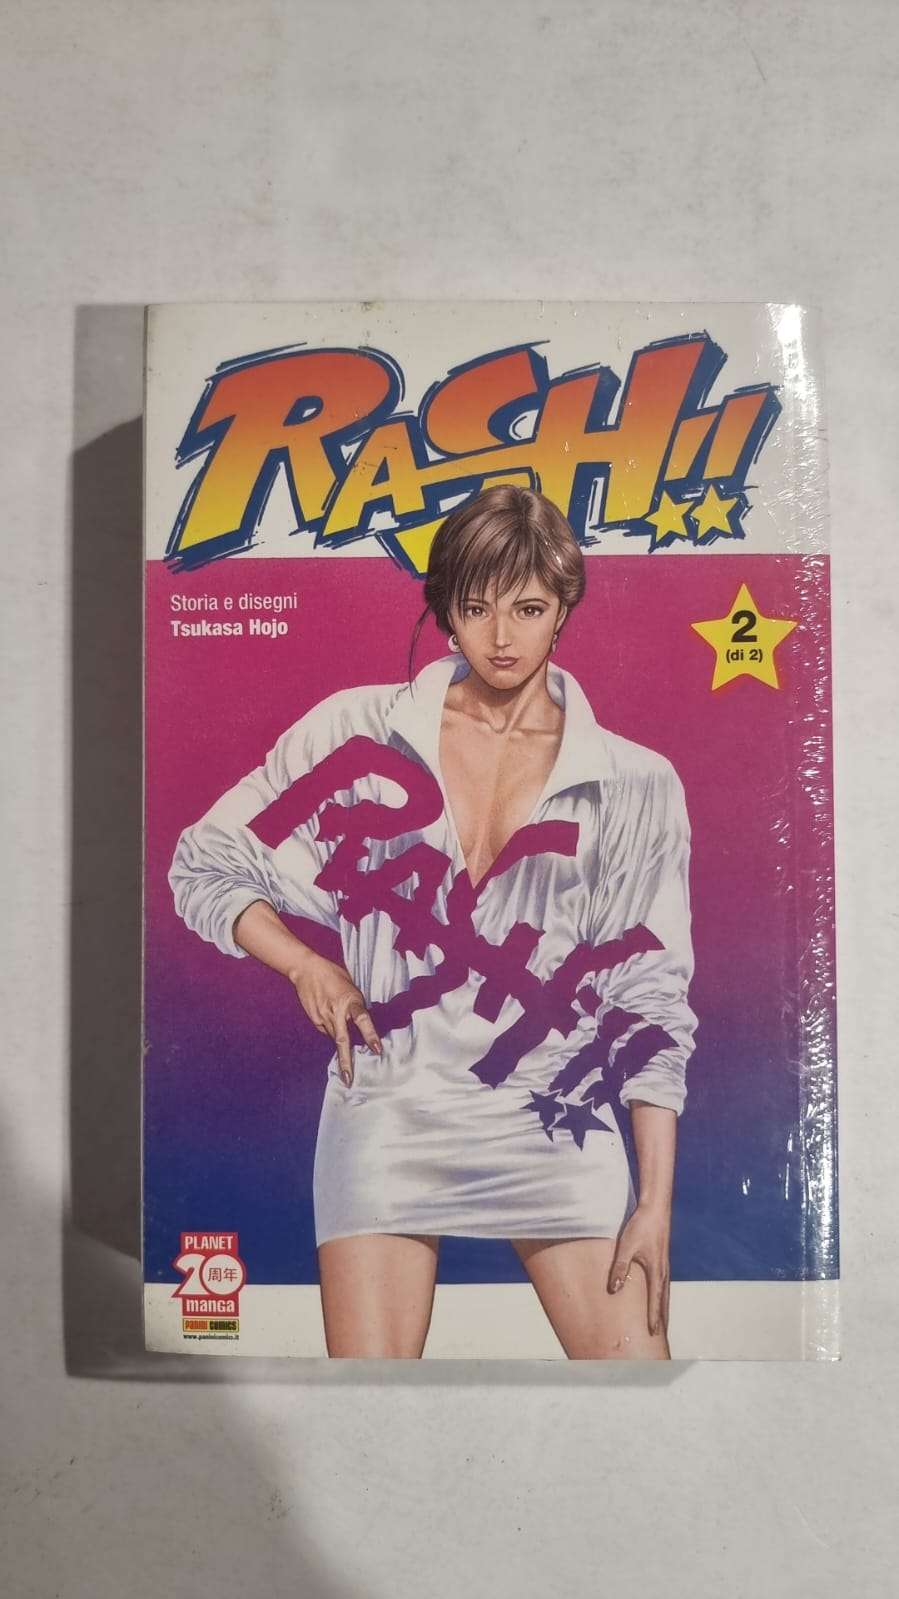 RASH!!
Storia e disegni
Tsukasa Hojo
2
(di 2)
RASH!!
PLANET
20 周年
manga
PANINI COMICS
www.paninicomics.it